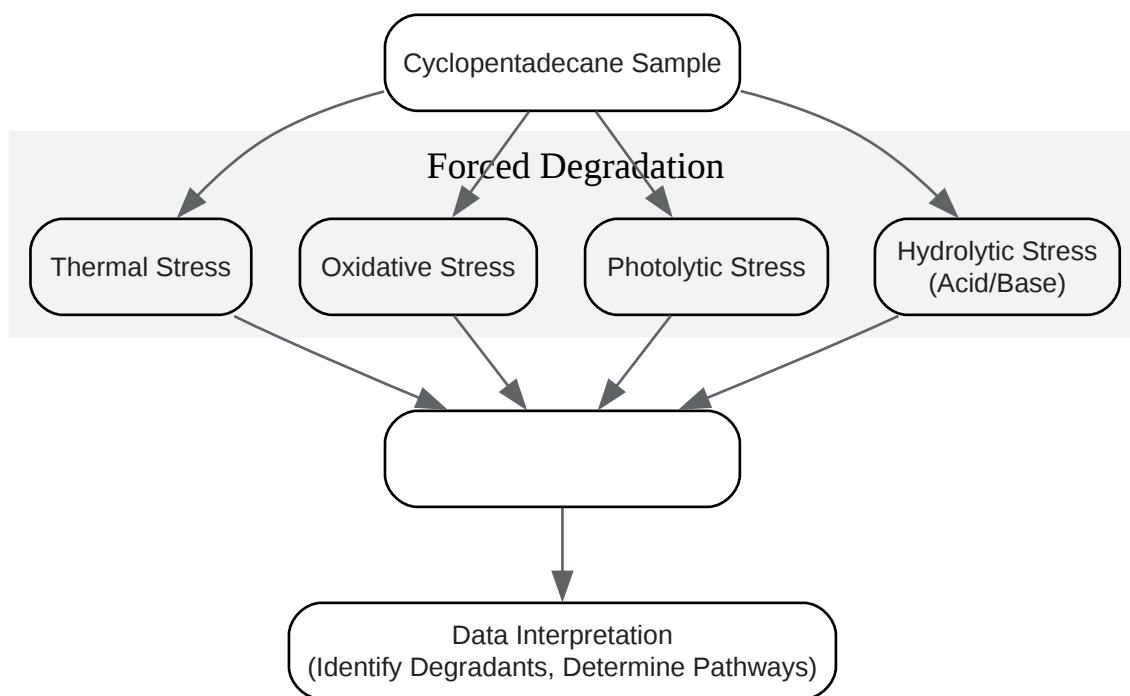 Cyclopentadecane Sample
Forced Degradation
Thermal Stress
Oxidative Stress
Photolytic Stress
Hydrolytic Stress
(Acid/Base)
Data Interpretation
(Identify Degradants, Determine Pathways)